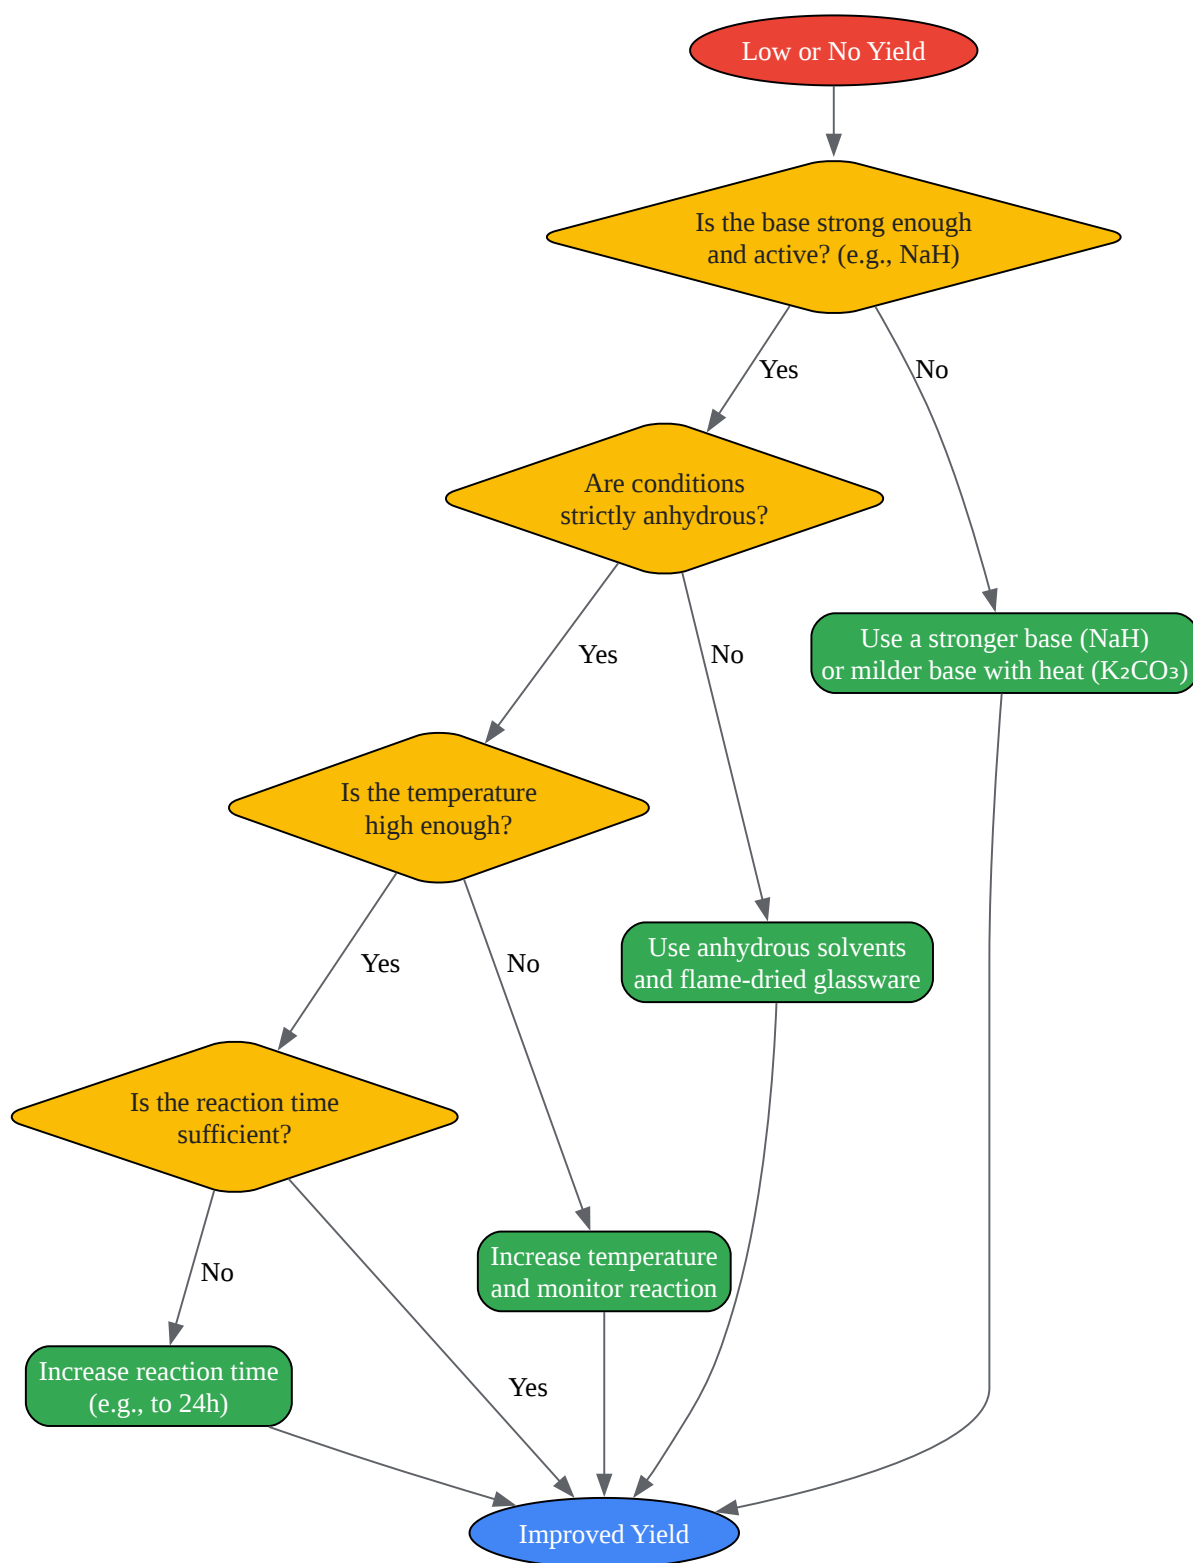 Low or No Yield
Is the base strong enough
and active? (e.g., NaH)
Yes
No
Are conditions
strictly anhydrous?
Use a stronger base (NaH)
or milder base with heat (K₂CO₃)
Yes
No
Is the temperature
high enough?
Use anhydrous solvents
and flame-dried glassware
Yes
No
Is the reaction time
sufficient?
Increase temperature
and monitor reaction
No
Yes
Increase reaction time
(e.g., to 24h)
Improved Yield